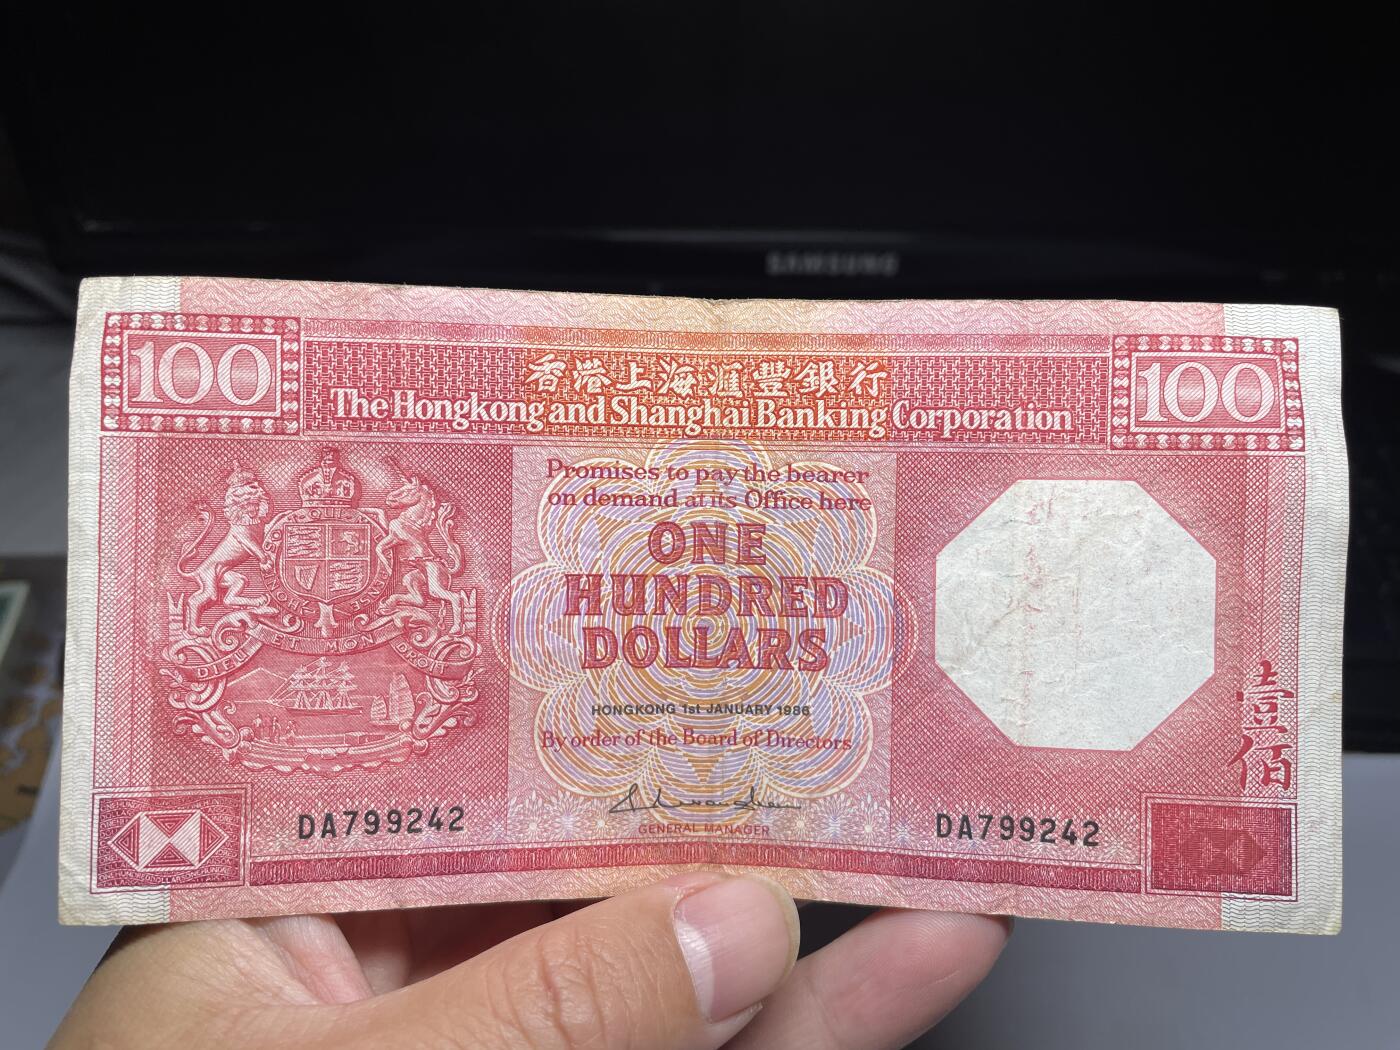 SAMSUNG
100
香港上海滙豐銀行
100
The Hongkong and Shanghai Banking Corporation
Promises to pay the bearer
on demand at its Office here
ONE
HUNDRED
DOLLARS
HONGKONG 1st JANUARY 1986
By order of the Board of Directors
GENERAL MANAGER
DIEU ET MON DROIT
壹佰
DA799242
DA799242